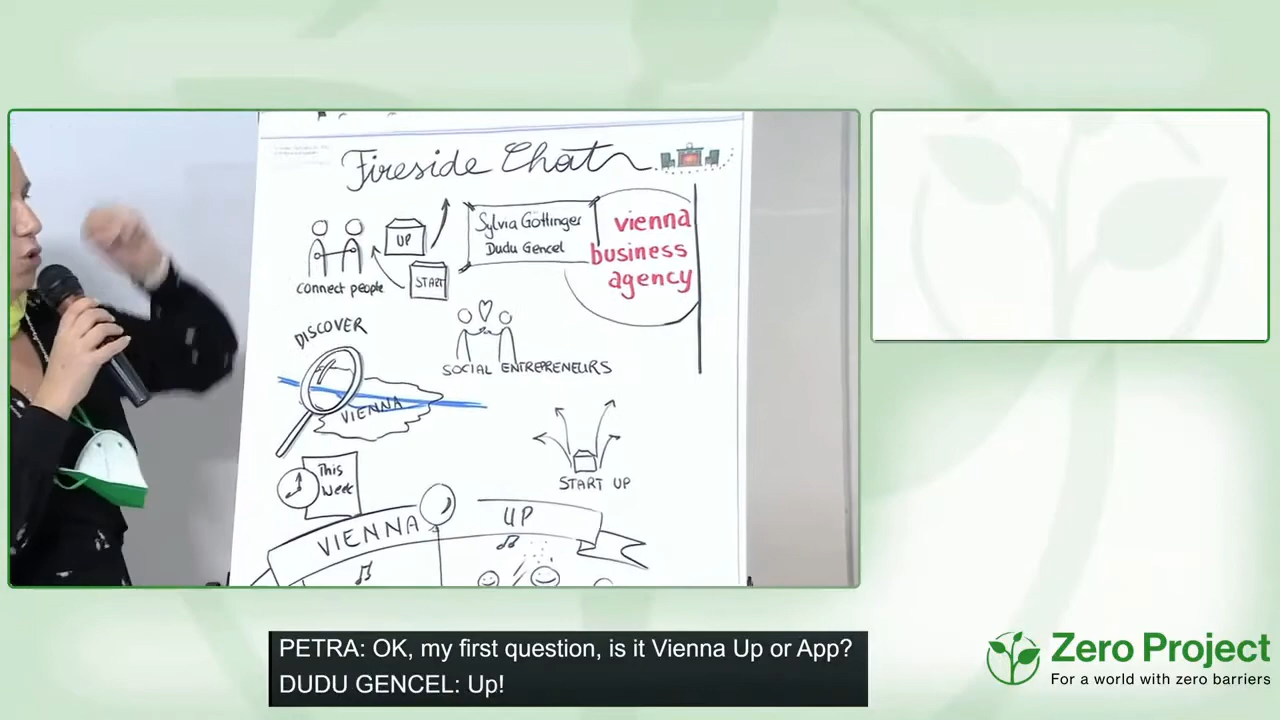 Fireside Chat
Sylvia Göttinger
Dudu Gencel
vienna
business
agency
UP
START
connect people
DISCOVER
SOCIAL ENTREPRENEURS
VIENNA
This
Week
START UP
VIENNA UP
PETRA: OK, my first question, is it Vienna Up or App?
DUDU GENCEL: Up!
Zero Project
For a world with zero barriers